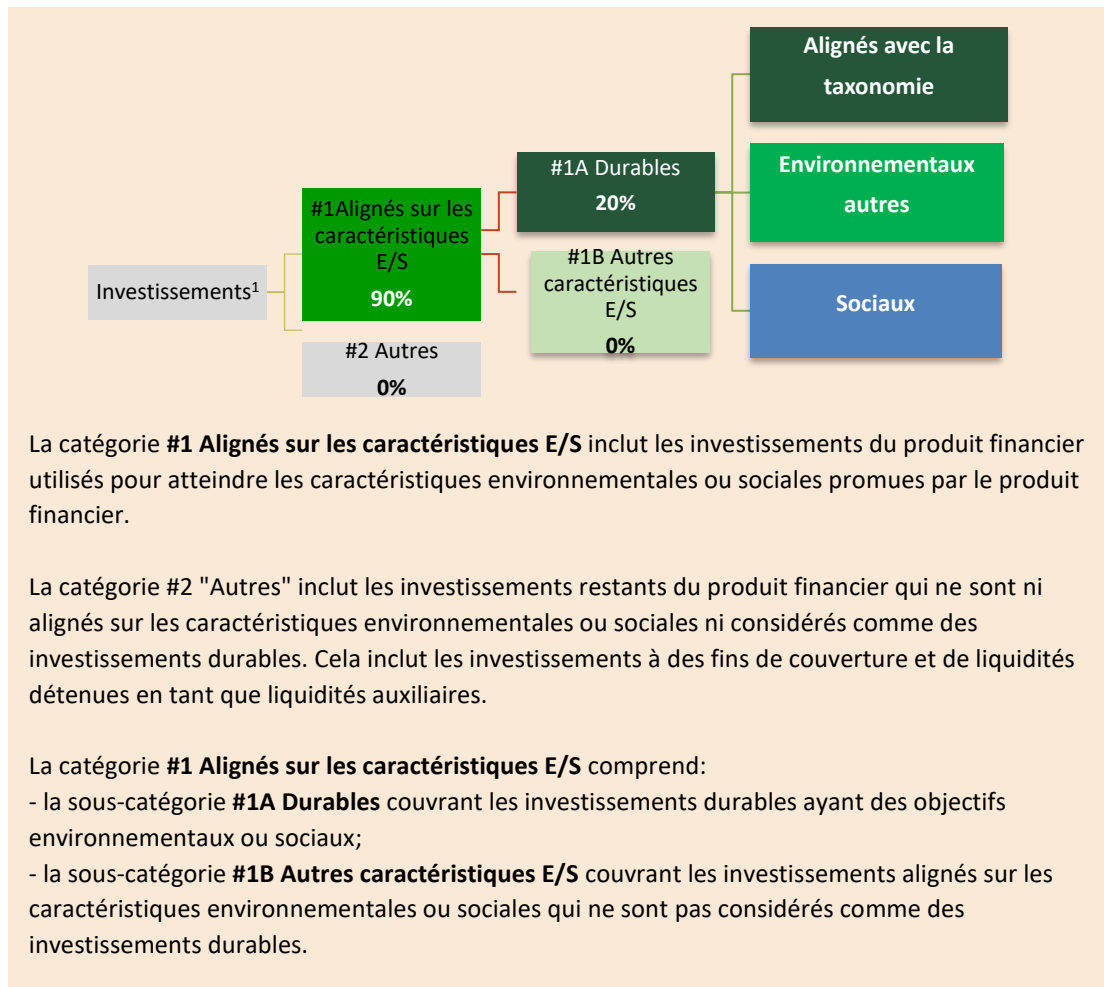 Investissements¹
#1Alignés sur les
caractéristiques
E/S
90%
#2 Autres
0%
#1A Durables
20%
#1B Autres
caractéristiques
E/S
0%
Alignés avec la
taxonomie
Environnementaux
autres
Sociaux
La catégorie #1 Alignés sur les caractéristiques E/S inclut les investissements du produit financier
utilisés pour atteindre les caractéristiques environnementales ou sociales promues par le produit
financier.
La catégorie #2 "Autres" inclut les investissements restants du produit financier qui ne sont ni
alignés sur les caractéristiques environnementales ou sociales ni considérés comme des
investissements durables. Cela inclut les investissements à des fins de couverture et de liquidités
détenues en tant que liquidités auxiliaires.
La catégorie #1 Alignés sur les caractéristiques E/S comprend:
- la sous-catégorie #1A Durables couvrant les investissements durables ayant des objectifs
environnementaux ou sociaux;
- la sous-catégorie #1B Autres caractéristiques E/S couvrant les investissements alignés sur les
caractéristiques environnementales ou sociales qui ne sont pas considérés comme des
investissements durables.